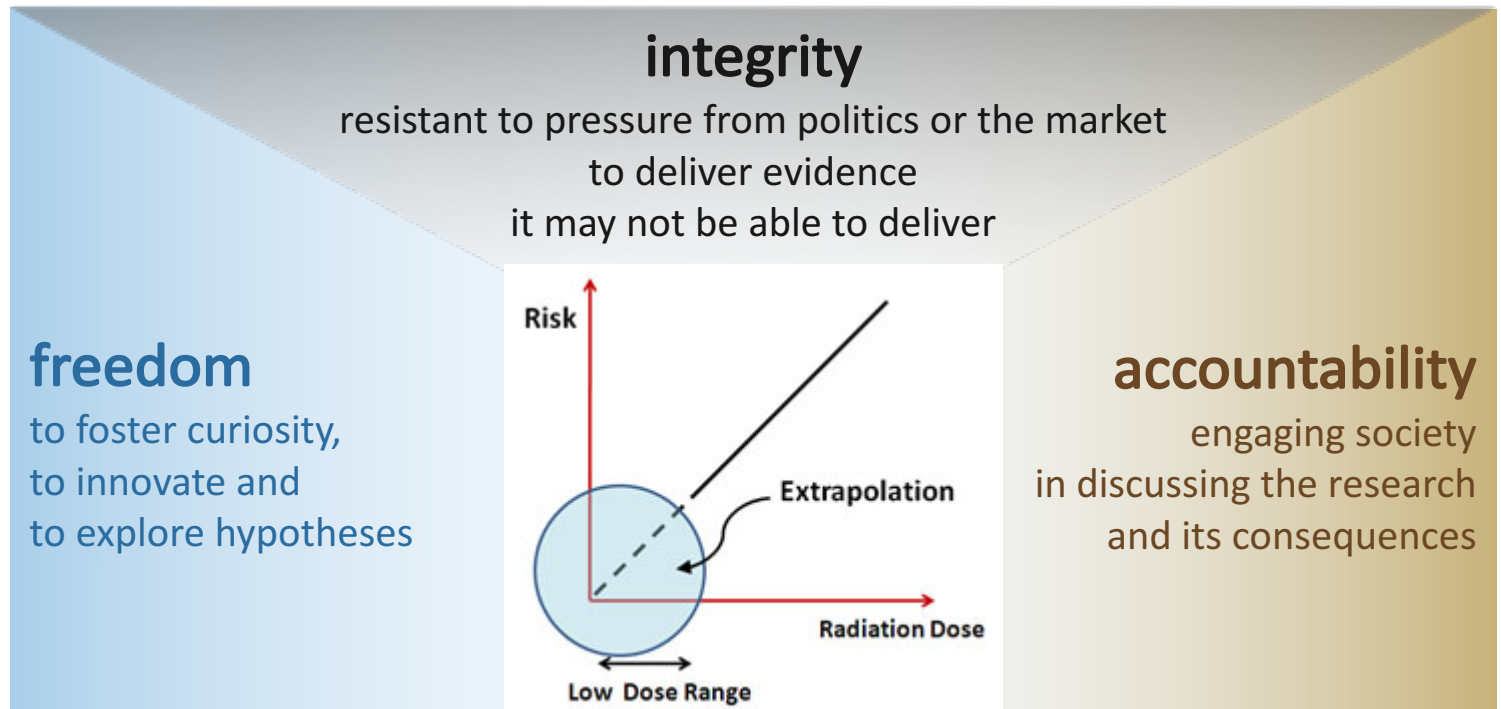 integrity
resistant to pressure from politics or the market
to deliver evidence
it may not be able to deliver
freedom
to foster curiosity,
to innovate and
to explore hypotheses
Risk
Extrapolation
Radiation Dose
Low Dose Range
accountability
engaging society
in discussing the research
and its consequences